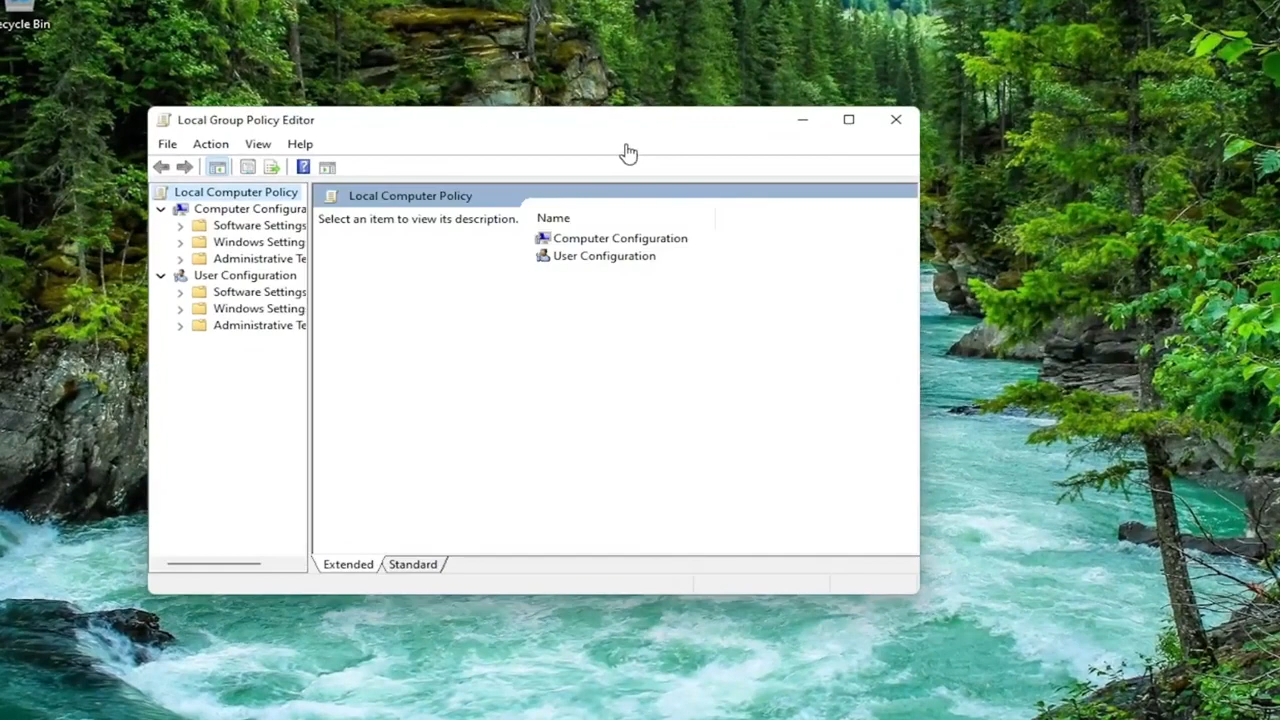 ecycle Bin
Local Group Policy Editor
File Action View Help
Local Computer Policy
Computer Configura
Software Settings
Windows Setting
Administrative Te
User Configuration
Software Settings
Windows Setting
Administrative Te
Local Computer Policy
Select an item to view its description.
Name
Computer Configuration
User Configuration
Extended Standard